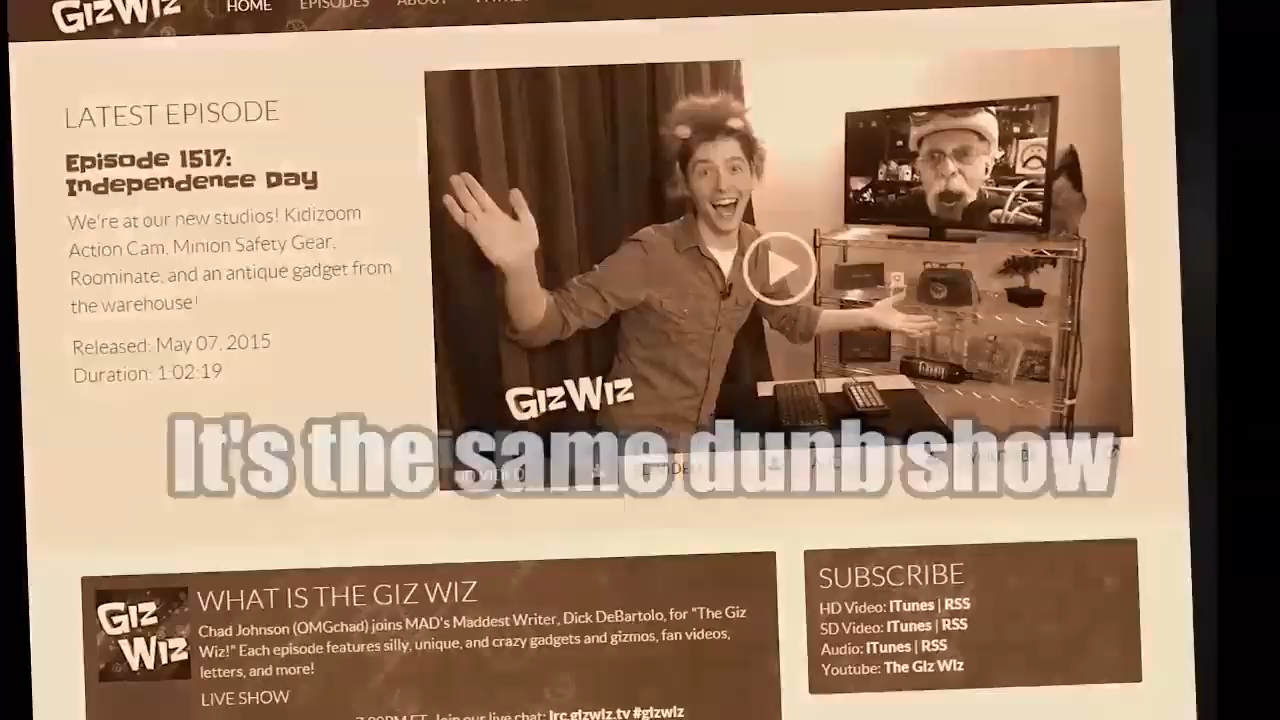 GIZWIZ
HOME EPISODES ABOUT
LATEST EPISODE
Episode 1517:
Independence Day
We're at our new studios! Kidizoom
Action Cam, Minion Safety Gear,
Roominate, and an antique gadget from
the warehouse!
Released: May 07, 2015
Duration: 1:02:19
GIZWIZ
It's the same dunb show
GIZ
WIZ
WHAT IS THE GIZ WIZ
Chad Johnson (OMGchad) joins MAD's Maddest Writer, Dick DeBartolo, for "The Giz
Wiz!" Each episode features silly, unique, and crazy gadgets and gizmos, fan videos,
letters, and more!
LIVE SHOW
Join our live chat: irc.gizwiz.tv #gizwiz
SUBSCRIBE
HD Video: iTunes | RSS
SD Video: iTunes | RSS
Audio: iTunes | RSS
Youtube: The Giz Wiz